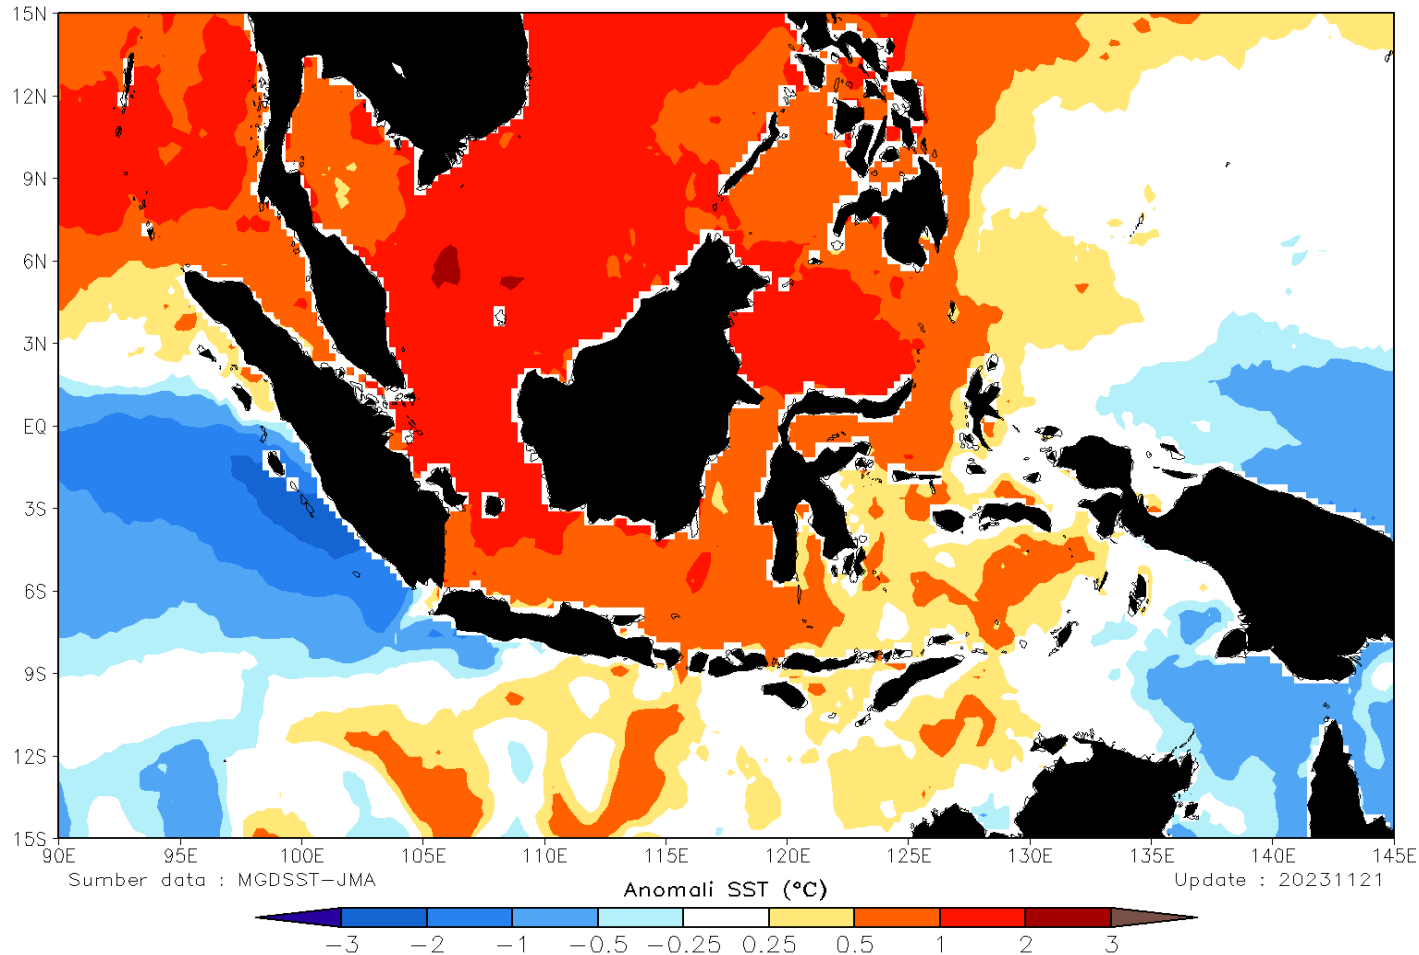 15N
12N
9N
6N
3N
EQ
3S
6S
9S
12S
15S
90E 95E 100E 105E 110E 115E 120E 125E 130E 135E 140E 145E
Sumber data : MGDSST-JMA
Update : 20231121
Anomali SST (°C)
-3 -2 -1 -0.5 -0.25 0.25 0.5 1 2 3